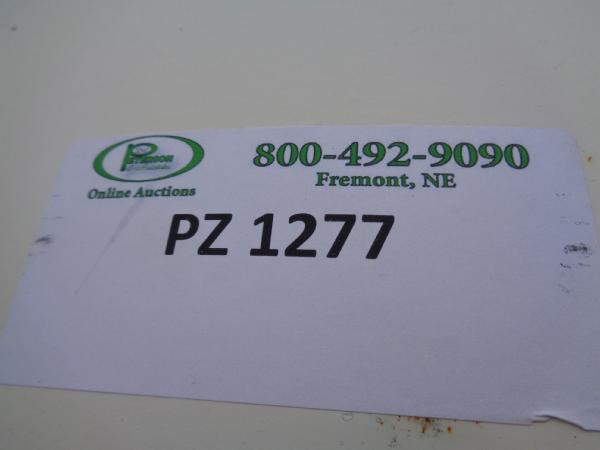 Online Auctions
800-492-9090
Fremont, NE
PZ 1277